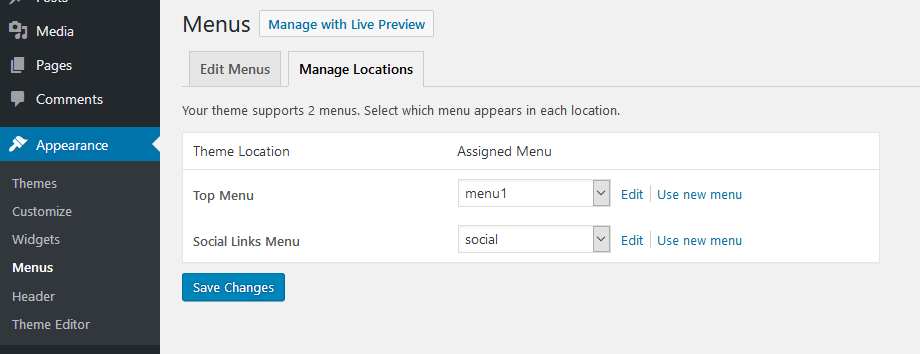 Posts
Media
Pages
Comments
Appearance
Themes
Customize
Widgets
Menus
Header
Theme Editor
Menus Manage with Live Preview
Edit Menus Manage Locations
Your theme supports 2 menus. Select which menu appears in each location.
Theme Location Assigned Menu
Top Menu menu1 Edit Use new menu
Social Links Menu social Edit Use new menu
Save Changes